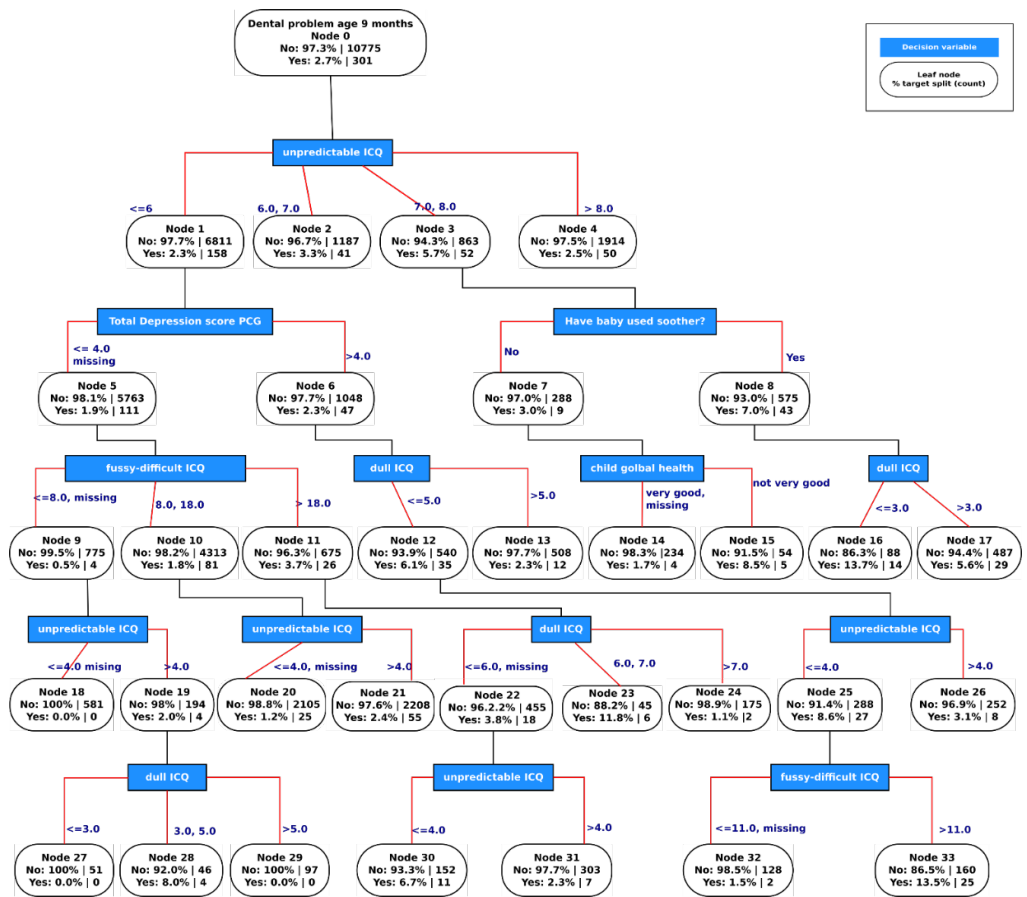 Dental problem age 9 months
Node 0
No: 97.3% | 10775
Yes: 2.7% | 301
Decision variable
Leaf node
% target split (count)
unpredictable ICQ
<=6
6.0, 7.0
7.0, 8.0
> 8.0
Node 1
No: 97.7% | 6811
Yes: 2.3% | 158
Node 2
No: 96.7% | 1187
Yes: 3.3% | 41
Node 3
No: 94.3% | 863
Yes: 5.7% | 52
Node 4
No: 97.5% | 1914
Yes: 2.5% | 50
Total Depression score PCG
Have baby used soother?
<= 4.0
missing
>4.0
No
Yes
Node 5
No: 98.1% | 5763
Yes: 1.9% | 111
Node 6
No: 97.7% | 1048
Yes: 2.3% | 47
Node 7
No: 97.0% | 288
Yes: 3.0% | 9
Node 8
No: 93.0% | 575
Yes: 7.0% | 43
fussy-difficult ICQ
dull ICQ
child golbal health
dull ICQ
<=8.0, missing
8.0, 18.0
> 18.0
<=5.0
>5.0
very good,
missing
not very good
<=3.0
>3.0
Node 9
No: 99.5% | 775
Yes: 0.5% | 4
Node 10
No: 98.2% | 4313
Yes: 1.8% | 81
Node 11
No: 96.3% | 675
Yes: 3.7% | 26
Node 12
No: 93.9% | 540
Yes: 6.1% | 35
Node 13
No: 97.7% | 508
Yes: 2.3% | 12
Node 14
No: 98.3% |234
Yes: 1.7% | 4
Node 15
No: 91.5% | 54
Yes: 8.5% | 5
Node 16
No: 86.3% | 88
Yes: 13.7% | 14
Node 17
No: 94.4% | 487
Yes: 5.6% | 29
unpredictable ICQ
unpredictable ICQ
dull ICQ
unpredictable ICQ
<=4.0 mising
>4.0
<=4.0, missing
>4.0
<=6.0, missing
6.0, 7.0
>7.0
<=4.0
>4.0
Node 18
No: 100% | 581
Yes: 0.0% | 0
Node 19
No: 98% | 194
Yes: 2.0% | 4
Node 20
No: 98.8% | 2105
Yes: 1.2% | 25
Node 21
No: 97.6% | 2208
Yes: 2.4% | 55
Node 22
No: 96.2.2% | 455
Yes: 3.8% | 18
Node 23
No: 88.2% | 45
Yes: 11.8% | 6
Node 24
No: 98.9% | 175
Yes: 1.1% |2
Node 25
No: 91.4% | 288
Yes: 8.6% | 27
Node 26
No: 96.9% | 252
Yes: 3.1% | 8
dull ICQ
unpredictable ICQ
fussy-difficult ICQ
<=3.0
3.0, 5.0
>5.0
<=4.0
>4.0
<=11.0, missing
>11.0
Node 27
No: 100% | 51
Yes: 0.0% | 0
Node 28
No: 92.0% | 46
Yes: 8.0% | 4
Node 29
No: 100% | 97
Yes: 0.0% | 0
Node 30
No: 93.3% | 152
Yes: 6.7% | 11
Node 31
No: 97.7% | 303
Yes: 2.3% | 7
Node 32
No: 98.5% | 128
Yes: 1.5% | 2
Node 33
No: 86.5% | 160
Yes: 13.5% | 25